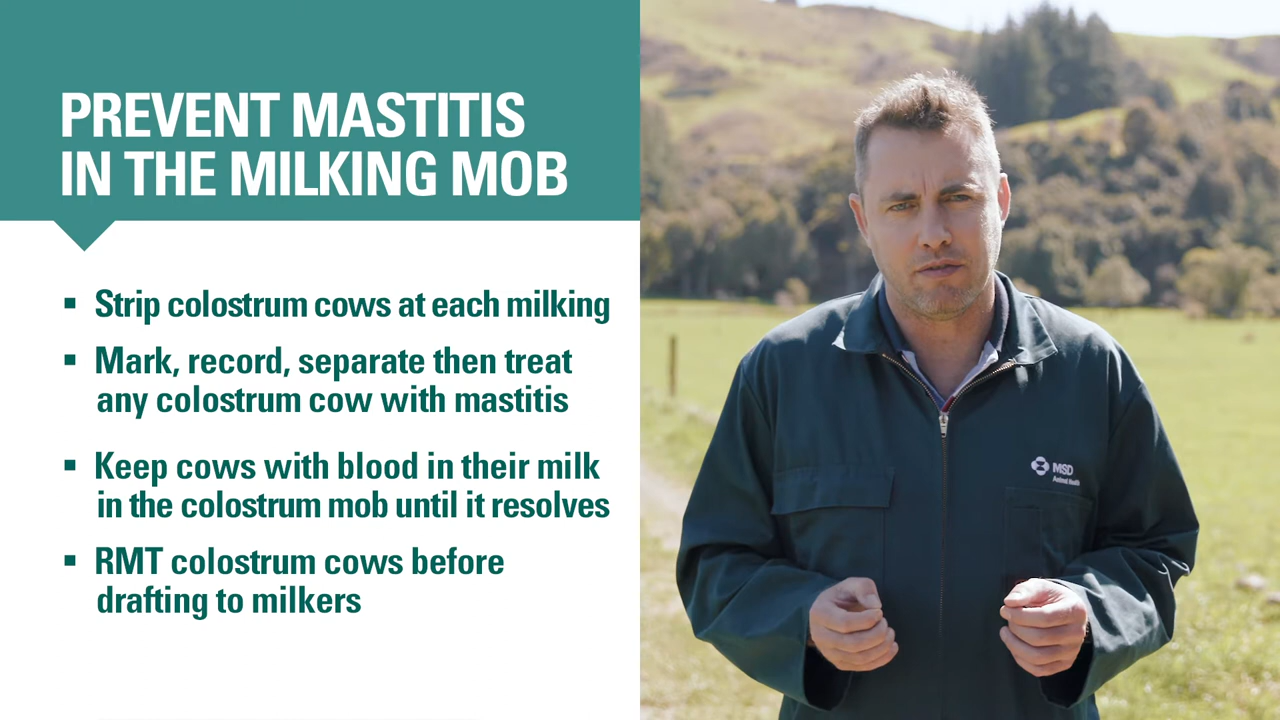 PREVENT MASTITIS
IN THE MILKING MOB
▪ Strip colostrum cows at each milking
▪ Mark, record, separate then treat
any colostrum cow with mastitis
▪ Keep cows with blood in their milk
in the colostrum mob until it resolves
▪ RMT colostrum cows before
drafting to milkers
MSD
Animal Health